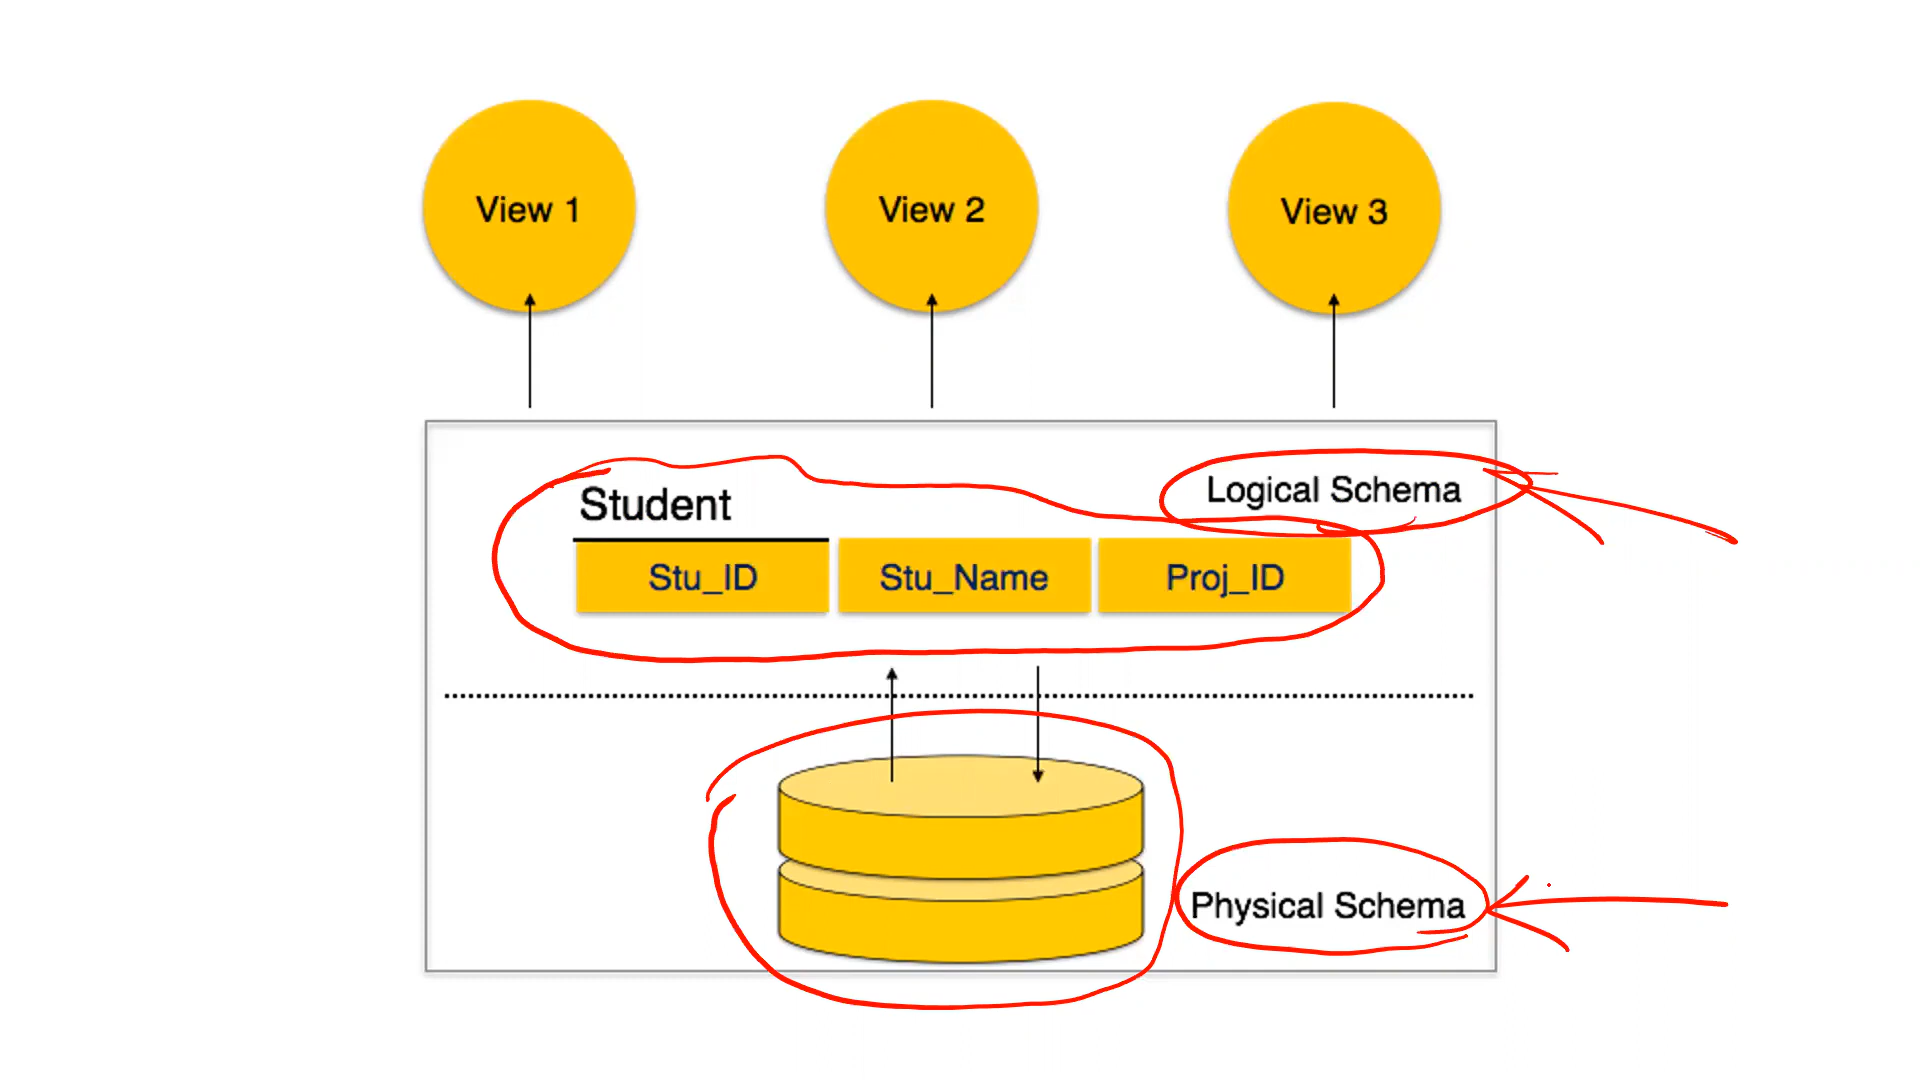 View 1
View 2
View 3
Logical Schema
Student
Stu_ID
Stu_Name
Proj_ID
Physical Schema